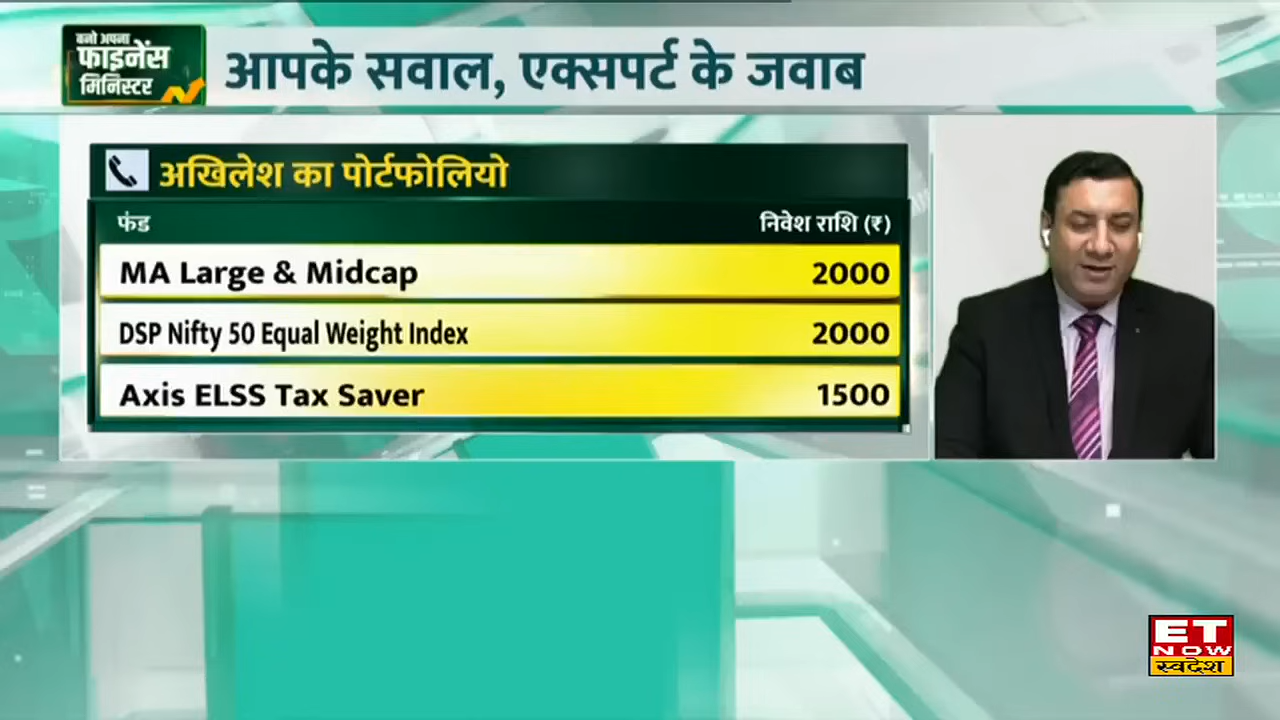 बनो अपना
फाइनेंस
मिनिस्टर
आपके सवाल, एक्सपर्ट के जवाब
अखिलेश का पोर्टफोलियो
फंड निवेश राशि (₹)
MA Large & Midcap 2000
DSP Nifty 50 Equal Weight Index 2000
Axis ELSS Tax Saver 1500
ET
NOW
स्वदेश